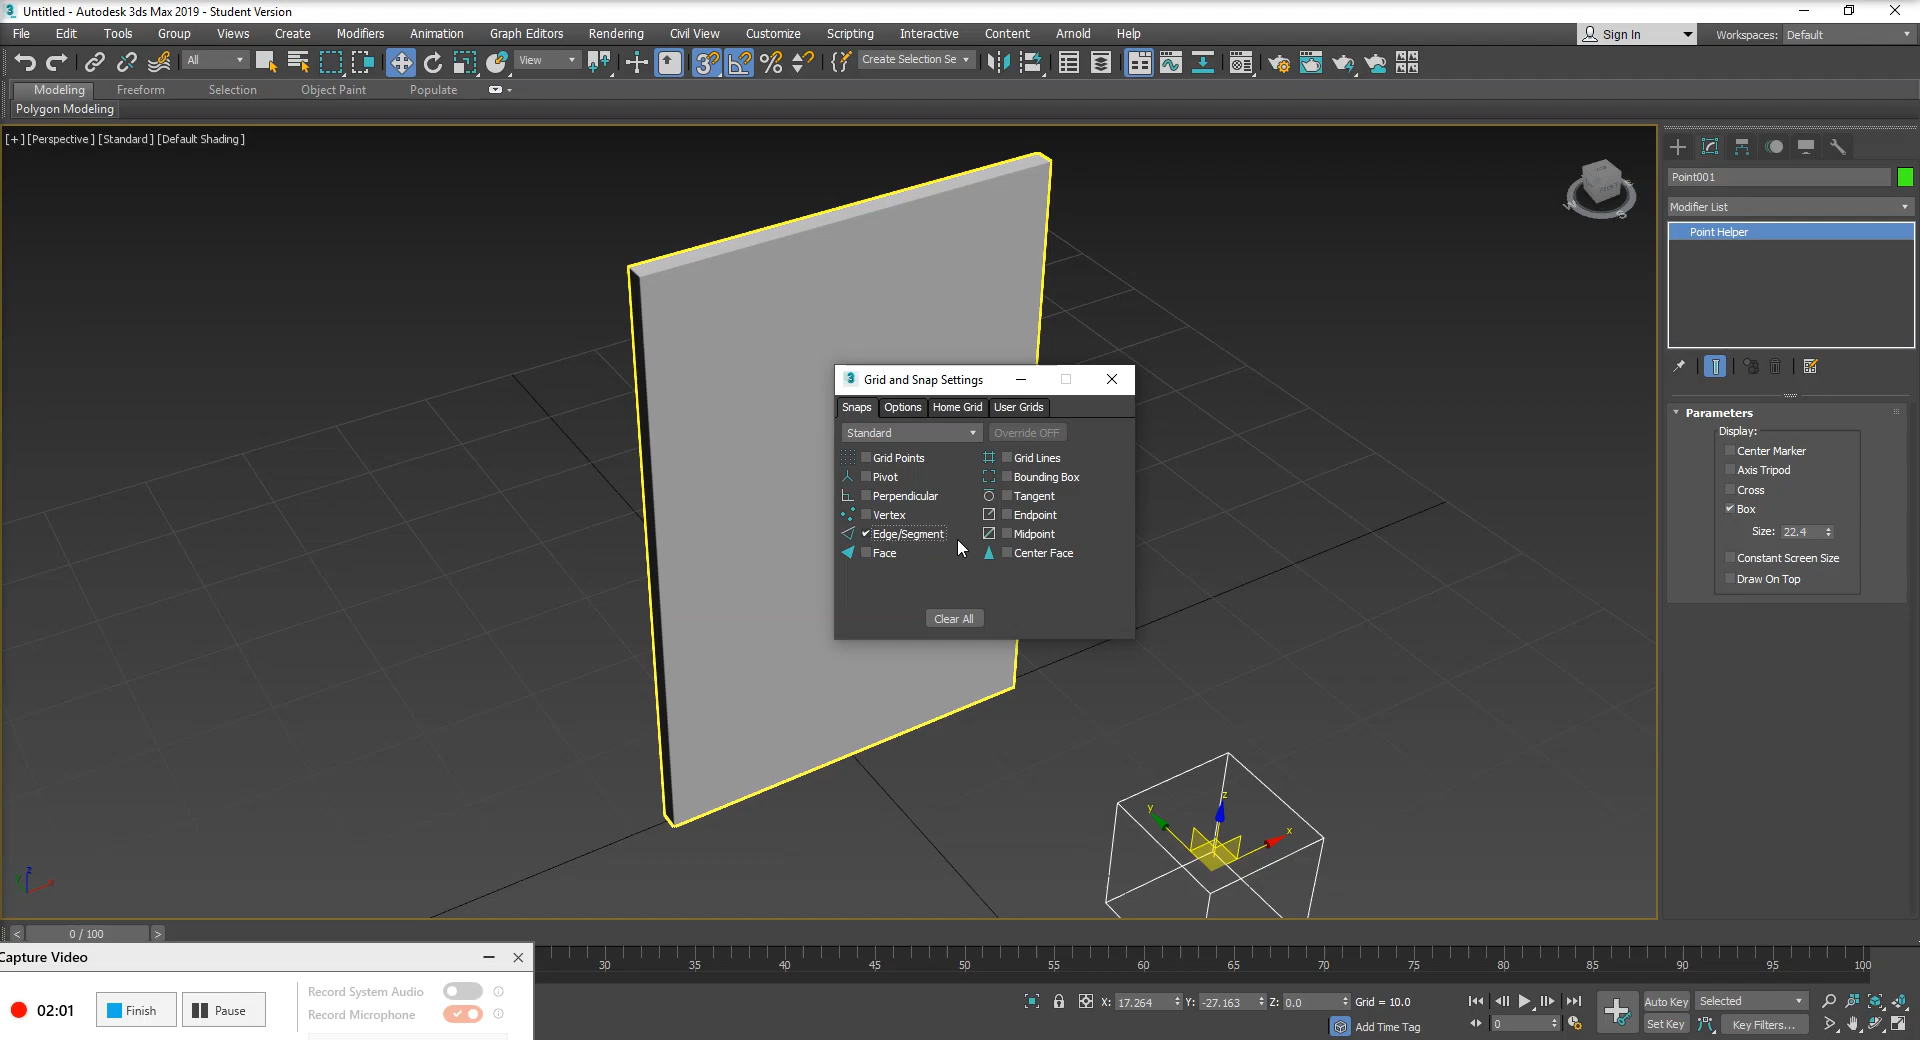 Untitled - Autodesk 3ds Max 2019 - Student Version
File Edit Tools Group Views Create Modifiers Animation Graph Editors Rendering Civil View Customize Scripting Interactive Content Arnold Help Sign In Workspaces: Default
All View Create Selection Se
Modeling Freeform Selection Object Paint Populate
Polygon Modeling
[+] [Perspective] [Standard] [Default Shading]
Point001
Modifier List
Point Helper
Grid and Snap Settings
Snaps Options Home Grid User Grids
Standard Override OFF
Grid Points Grid Lines
Pivot Bounding Box
Perpendicular Tangent
Vertex Endpoint
Edge/Segment Midpoint
Face Center Face
Clear All
Parameters
Display:
Center Marker
Axis Tripod
Cross
Box
Size: 22.4
Constant Screen Size
Draw On Top
z
y
x
0 / 100
Capture Video
30 35 40 45 50 55 60 65 70 75 80 85 90 95 100
02:01 Finish Pause
Record System Audio
Record Microphone
X: 17.264 Y: -27.163 Z: 0.0 Grid = 10.0
Add Time Tag
0
Auto Key Selected
Set Key Key Filters...